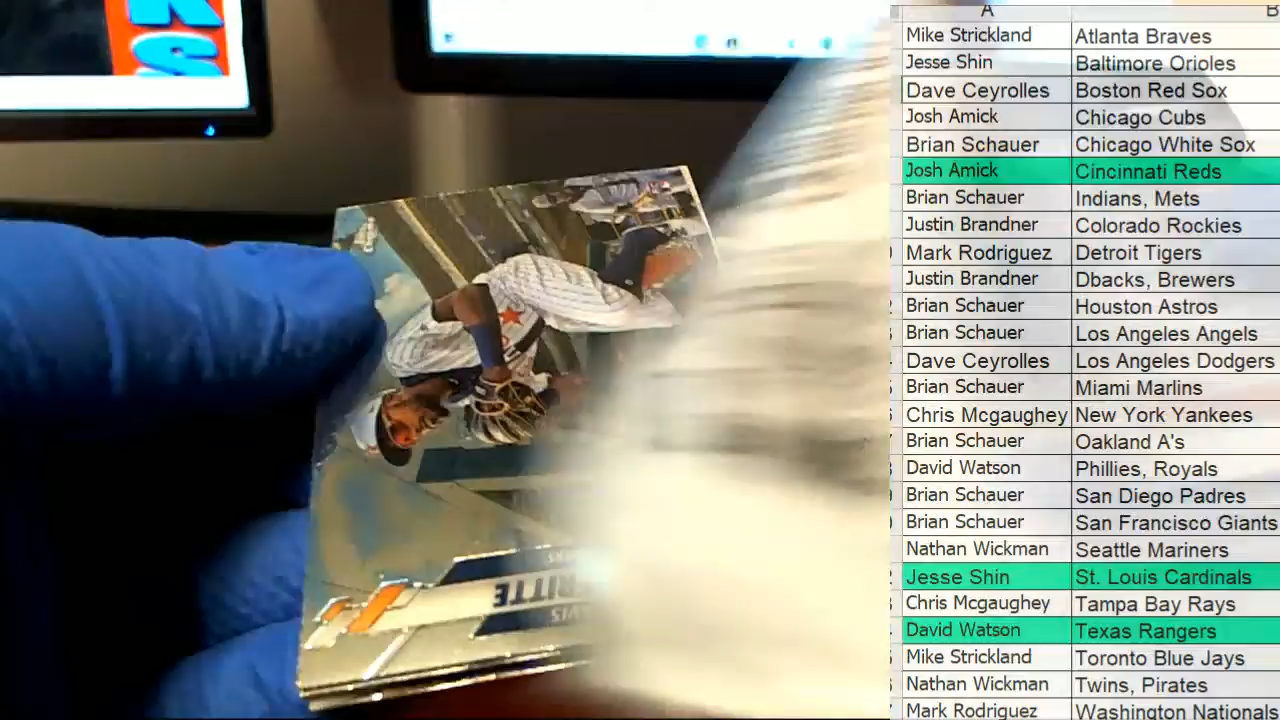 KS
A B
Mike Strickland Atlanta Braves
Jesse Shin Baltimore Orioles
Dave Ceyrolles Boston Red Sox
Josh Amick Chicago Cubs
Brian Schauer Chicago White Sox
Josh Amick Cincinnati Reds
Brian Schauer Indians, Mets
Justin Brandner Colorado Rockies
Mark Rodriguez Detroit Tigers
Justin Brandner Dbacks, Brewers
Brian Schauer Houston Astros
Brian Schauer Los Angeles Angels
Dave Ceyrolles Los Angeles Dodgers
Brian Schauer Miami Marlins
Chris Mcgaughey New York Yankees
Brian Schauer Oakland A's
David Watson Phillies, Royals
Brian Schauer San Diego Padres
Brian Schauer San Francisco Giants
Nathan Wickman Seattle Mariners
Jesse Shin St. Louis Cardinals
Chris Mcgaughey Tampa Bay Rays
David Watson Texas Rangers
Mike Strickland Toronto Blue Jays
Nathan Wickman Twins, Pirates
Mark Rodriguez Washington Nationals
RITTE